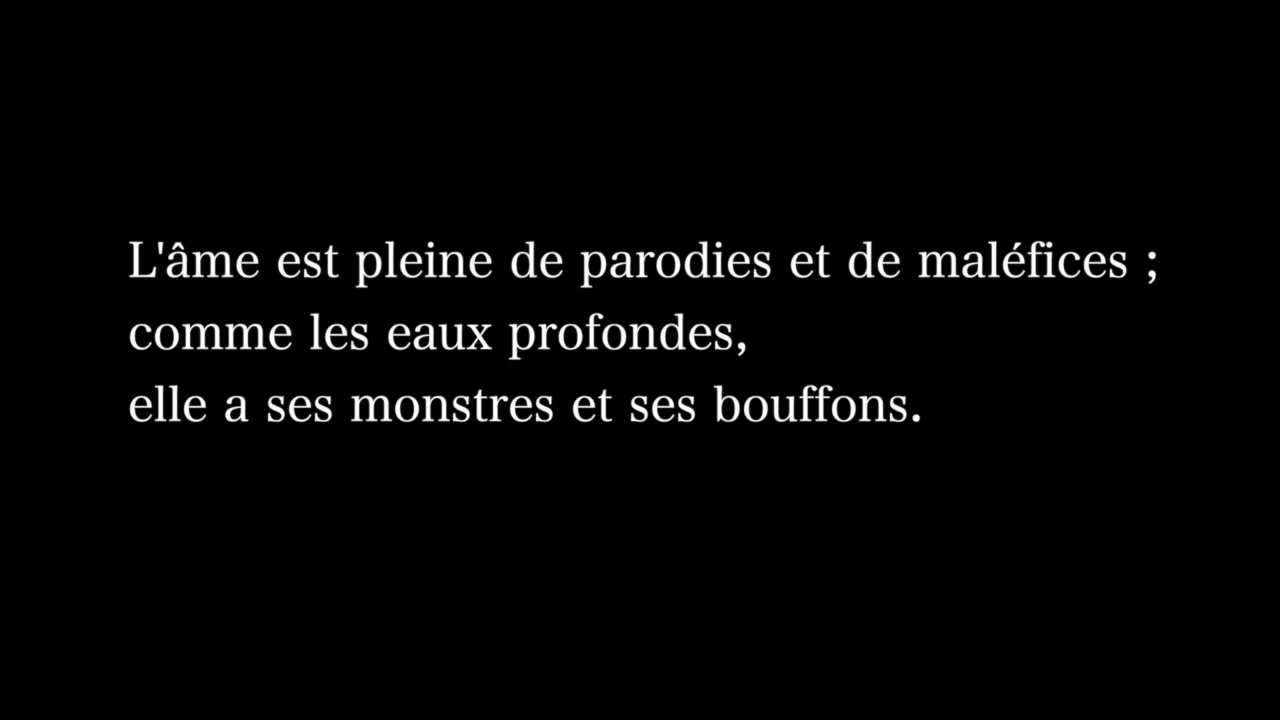 L'âme est pleine de parodies et de maléfices ;
comme les eaux profondes,
elle a ses monstres et ses bouffons.